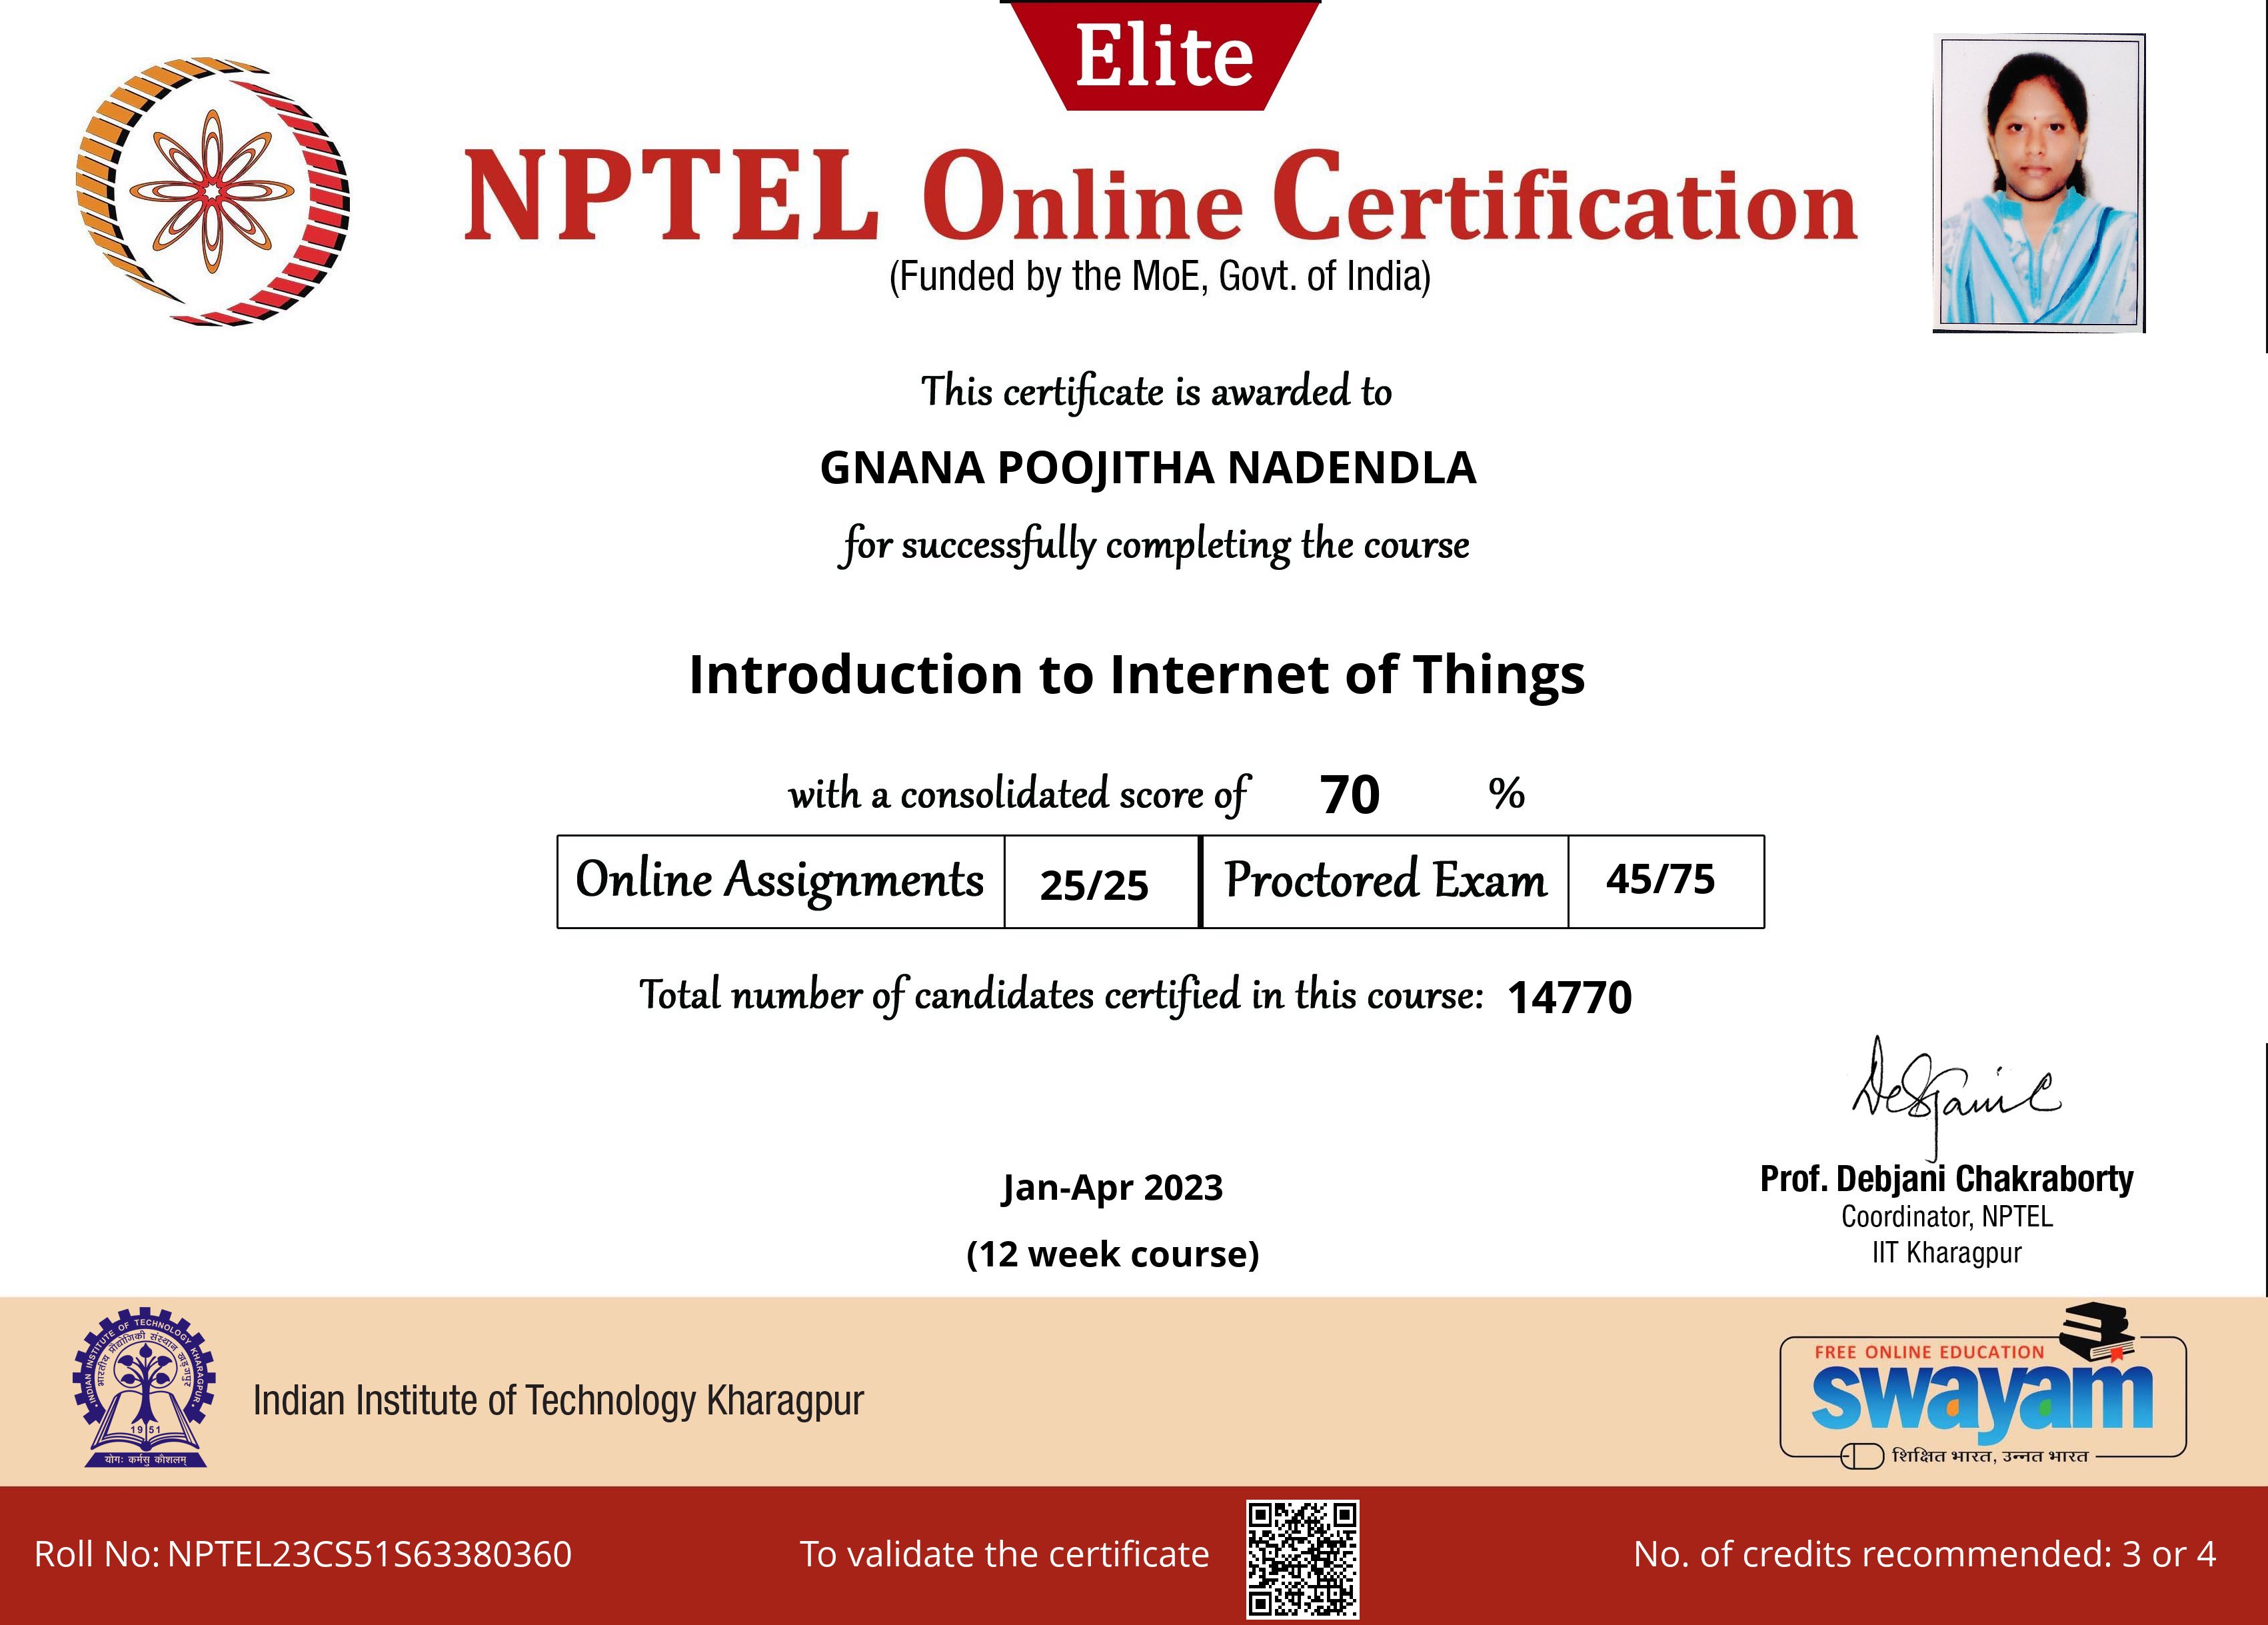 Elite
NPTEL Online Certification
(Funded by the MoE, Govt. of India)
This certificate is awarded to
GNANA POOJITHA NADENDLA
for successfully completing the course
Introduction to Internet of Things
with a consolidated score of 70 %
Online Assignments 25/25 Proctored Exam 45/75
Total number of candidates certified in this course: 14770
Jan-Apr 2023
(12 week course)
Prof. Debjani Chakraborty
Coordinator, NPTEL
IIT Kharagpur
INDIAN INSTITUTE OF TECHNOLOGY KHARAGPUR
भारतीय प्रौद्योगिकी संस्थान खड़गपुर
1951
योगः कर्मसु कौशलम्
Indian Institute of Technology Kharagpur
FREE ONLINE EDUCATION
swayam
शिक्षित भारत, उन्नत भारत
Roll No: NPTEL23CS51S63380360
To validate the certificate
No. of credits recommended: 3 or 4